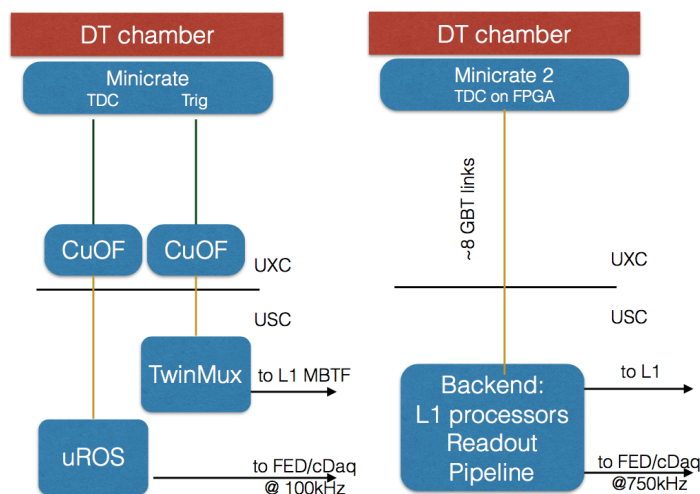 DT chamber
Minicrate
TDC Trig
CuOF
CuOF
UXC
USC
TwinMux
to L1 MBTF
uROS
to FED/cDaq
@ 100kHz
DT chamber
Minicrate 2
TDC on FPGA
~8 GBT links
UXC
USC
Backend:
L1 processors
Readout
Pipeline
to L1
to FED/cDaq
@750kHz